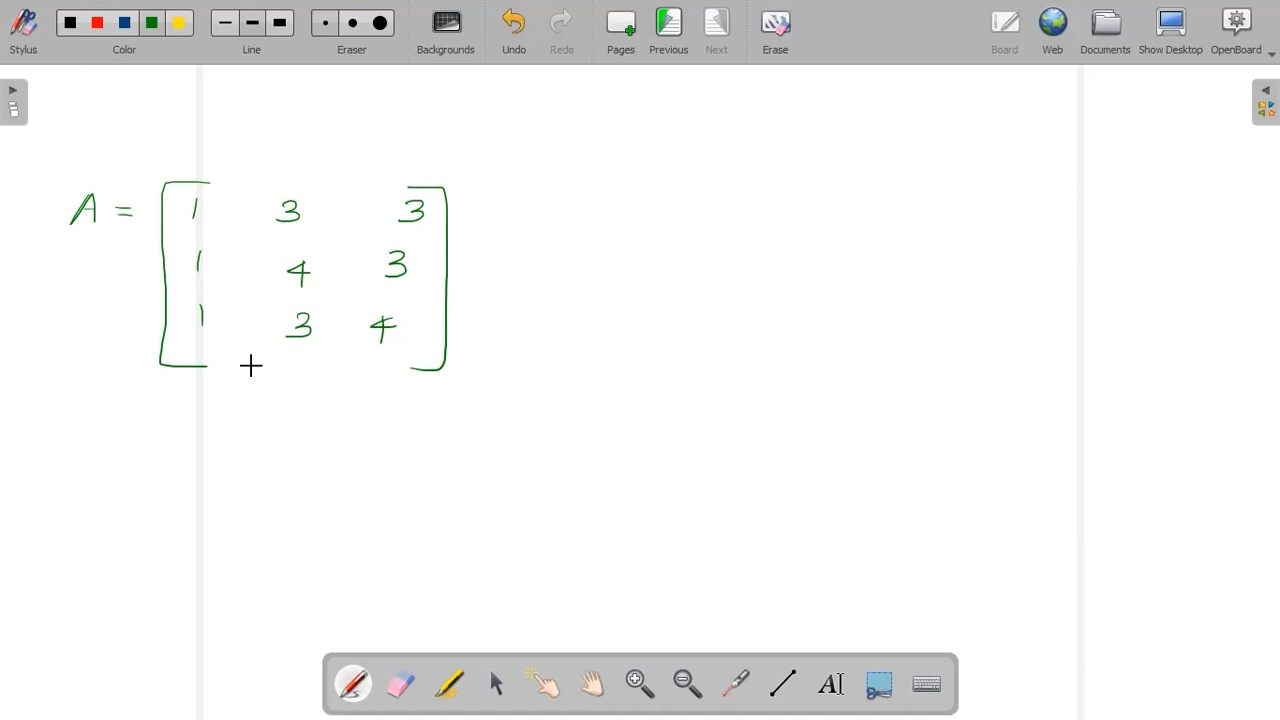 Stylus Color Line Eraser Backgrounds Undo Redo Pages Previous Next Erase Board Web Documents Show Desktop OpenBoard
A = 1 3 3
1 4 3
1 3 4